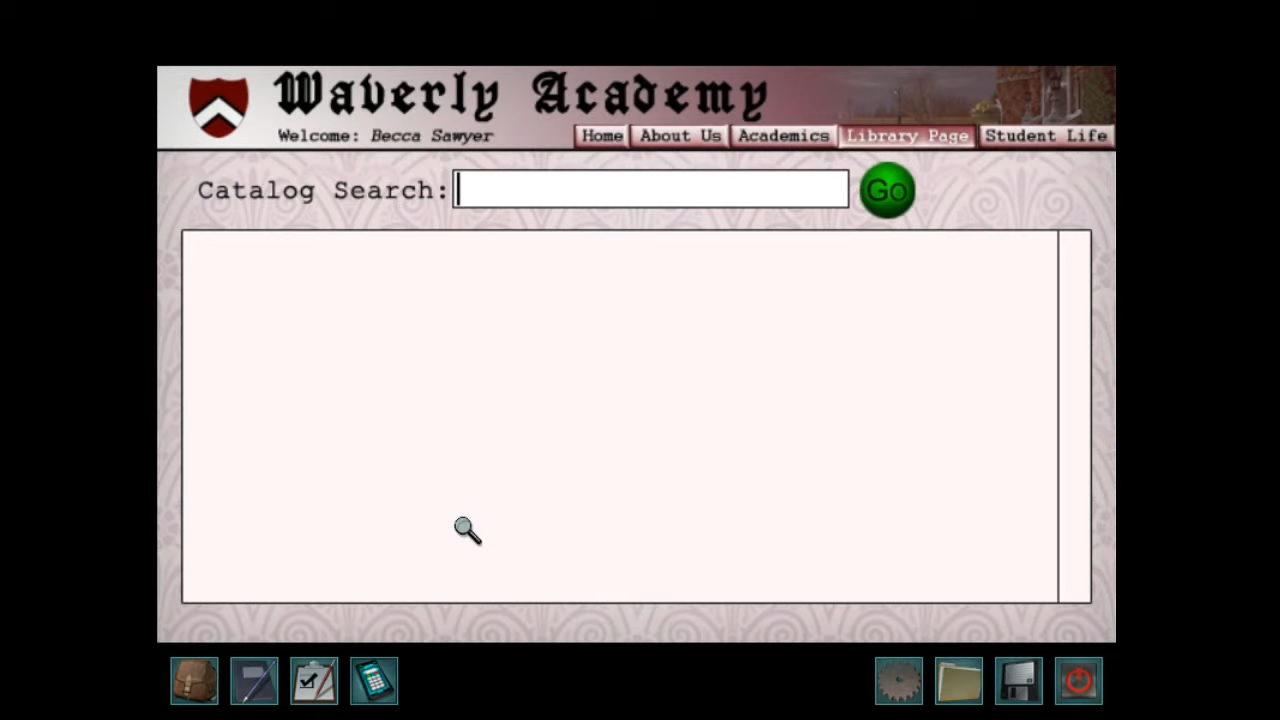 Waverly Academy
Welcome: Becca Sawyer
Home About Us Academics Library Page Student Life
Catalog Search: Go